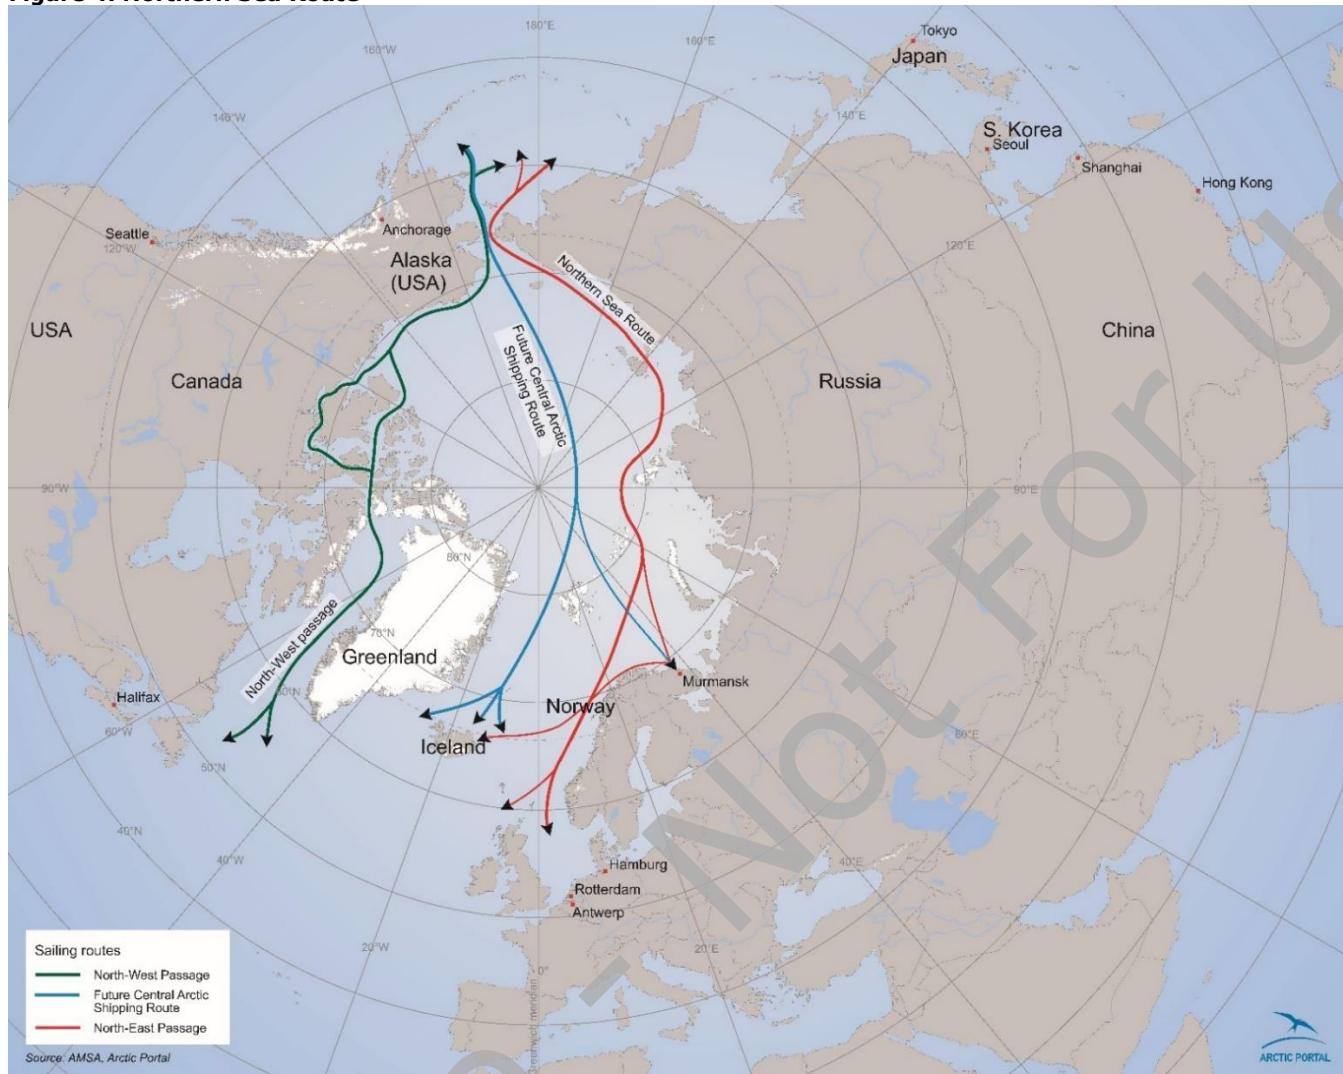 Figure 1. Northern Sea Route
180°E
160°W
160°E
Tokyo
Japan
140°W
140°E
S. Korea
Seoul
Shanghai
Hong Kong
Seattle
120°W
Anchorage
Alaska
(USA)
120°E
Northern Sea Route
USA
Future Central Arctic
Shipping Route
China
Canada
Russia
90°W
90°E
80°N
North-West passage
70°N
Greenland
60°N
Murmansk
Halifax
60°W
Norway
Iceland
60°E
50°N
40°N
40°W
Hamburg
40°E
Rotterdam
Antwerp
20°W
20°E
0°
Greenwich meridian
Sailing routes
North-West Passage
Future Central Arctic
Shipping Route
North-East Passage
Source: AMSA, Arctic Portal
ARCTIC PORTAL
- Not For